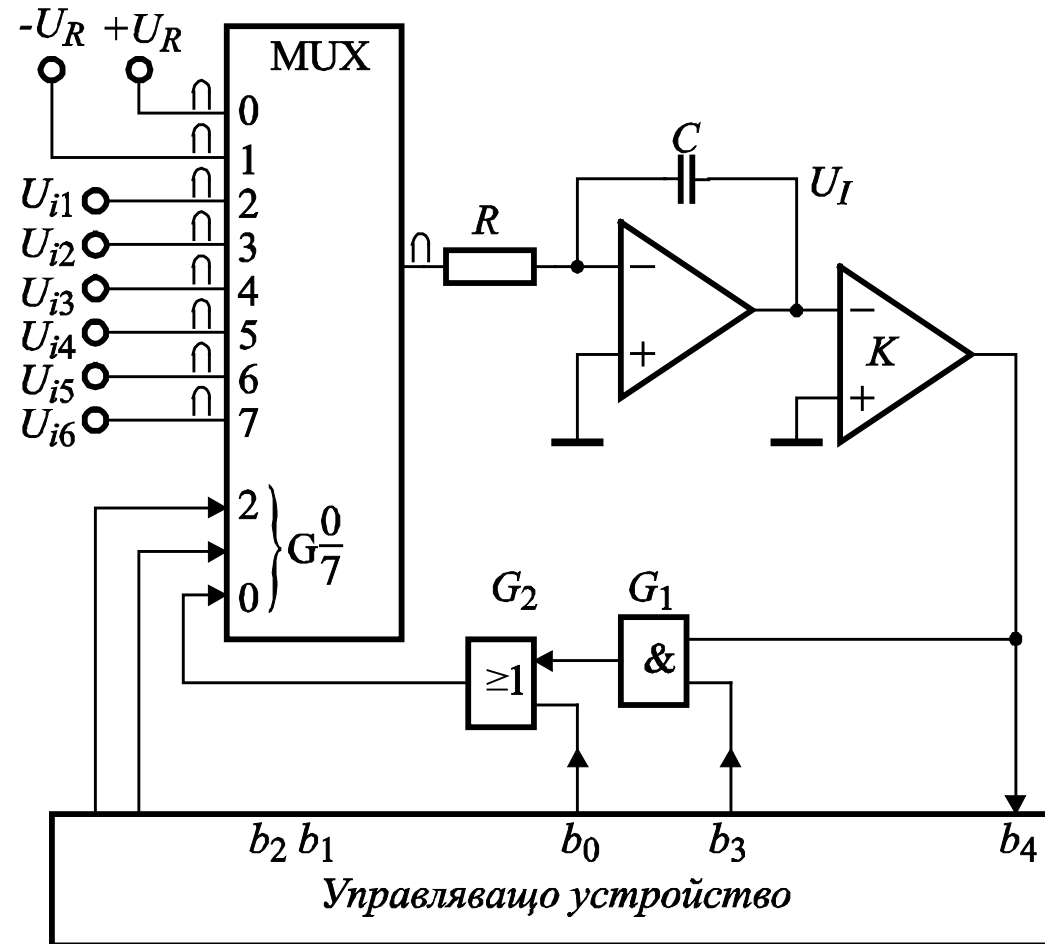 -U_R +U_R
MUX
0
1
U_i1 2
U_i2 3
U_i3 4
U_i4 5
U_i5 6
U_i6 7
∩
∩
∩
∩
∩
∩
∩
∩
∩
R
C
U_I
−
+
−
K
+
2
G 0/7
0
G_2
≥1
G_1
&
b_2 b_1 b_0 b_3 b_4
Управляващо устройство